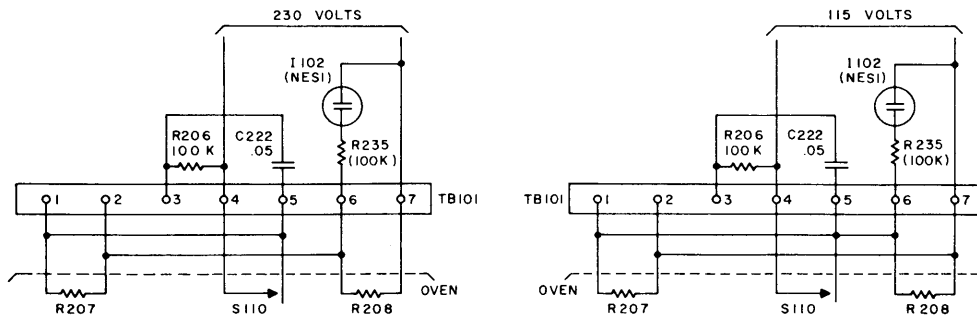 230 VOLTS
I102
(NE51)
R206
100 K
C222
.05
R235
(100K)
1 2 3 4 5 6 7 TB101
OVEN
R207 S110 R208
115 VOLTS
I102
(NE51)
R206
100 K
C222
.05
R235
(100K)
TB101 1 2 3 4 5 6 7
OVEN
R207 S110 R208